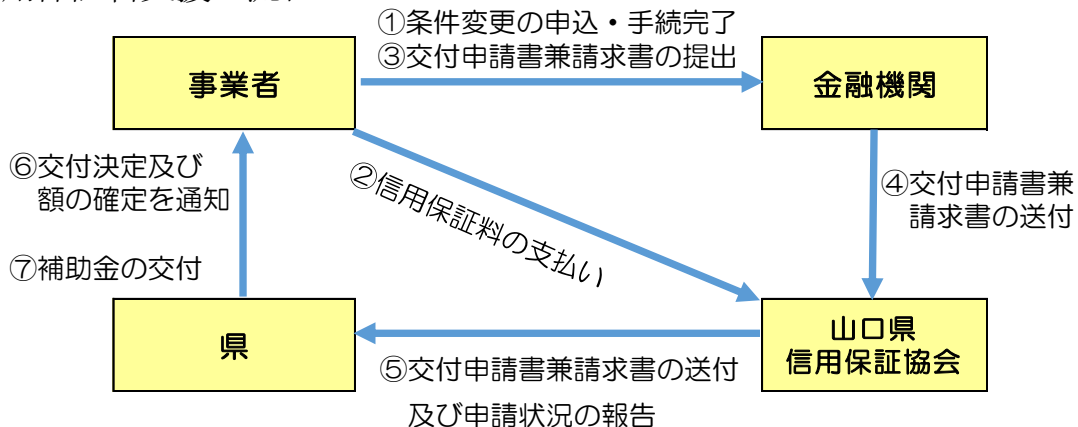 ①条件変更の申込・手続完了
③交付申請書兼請求書の提出
事業者
金融機関
⑥交付決定及び
額の確定を通知
②信用保証料の支払い
④交付申請書兼
請求書の送付
⑦補助金の交付
県
山口県
信用保証協会
⑤交付申請書兼請求書の送付
及び申請状況の報告